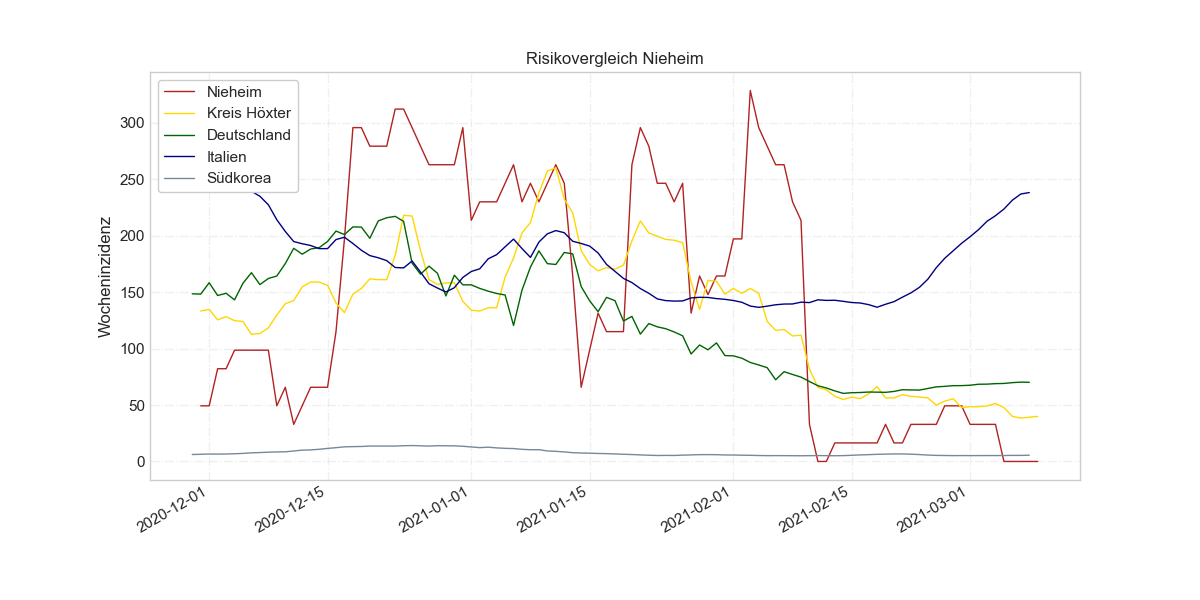 Risikovergleich Nieheim
Wocheninzidenz
Nieheim
Kreis Höxter
Deutschland
Italien
Südkorea
300
250
200
150
100
50
0
2020-12-01
2020-12-15
2021-01-01
2021-01-15
2021-02-01
2021-02-15
2021-03-01